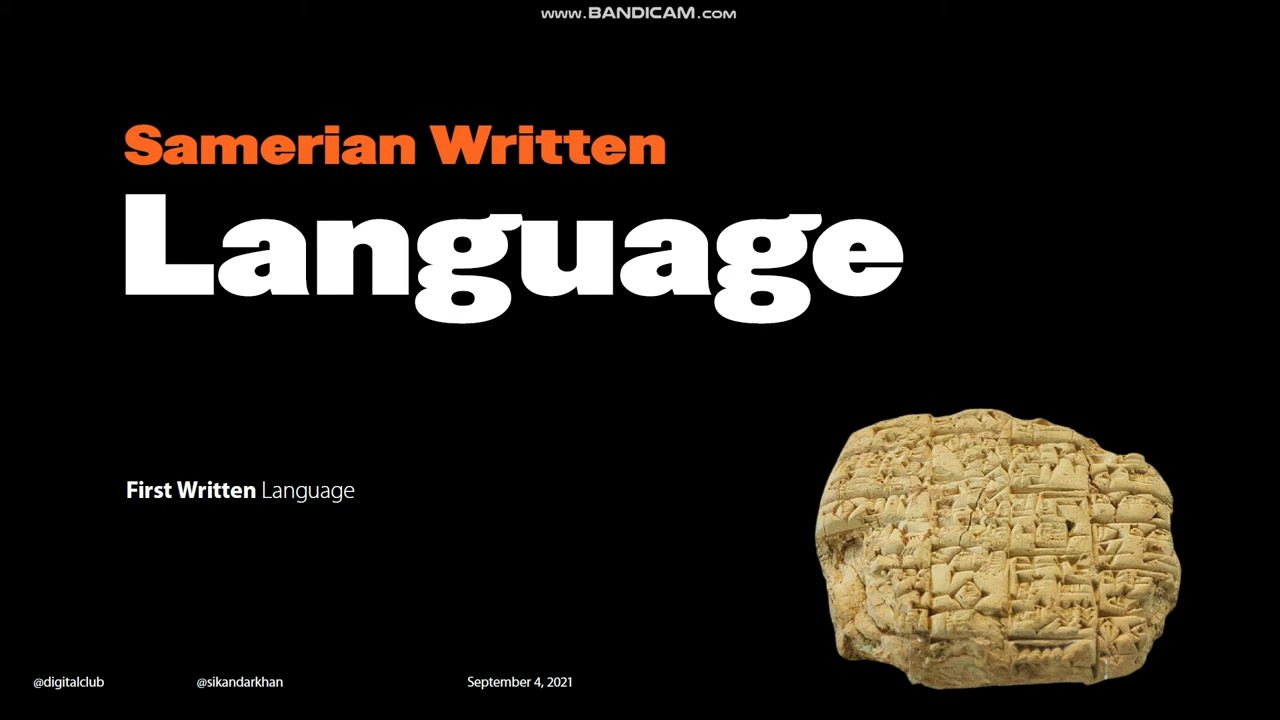 www.BANDICAM.com
Samerian Written
Language
First Written Language
@digitalclub
@sikandarkhan
September 4, 2021